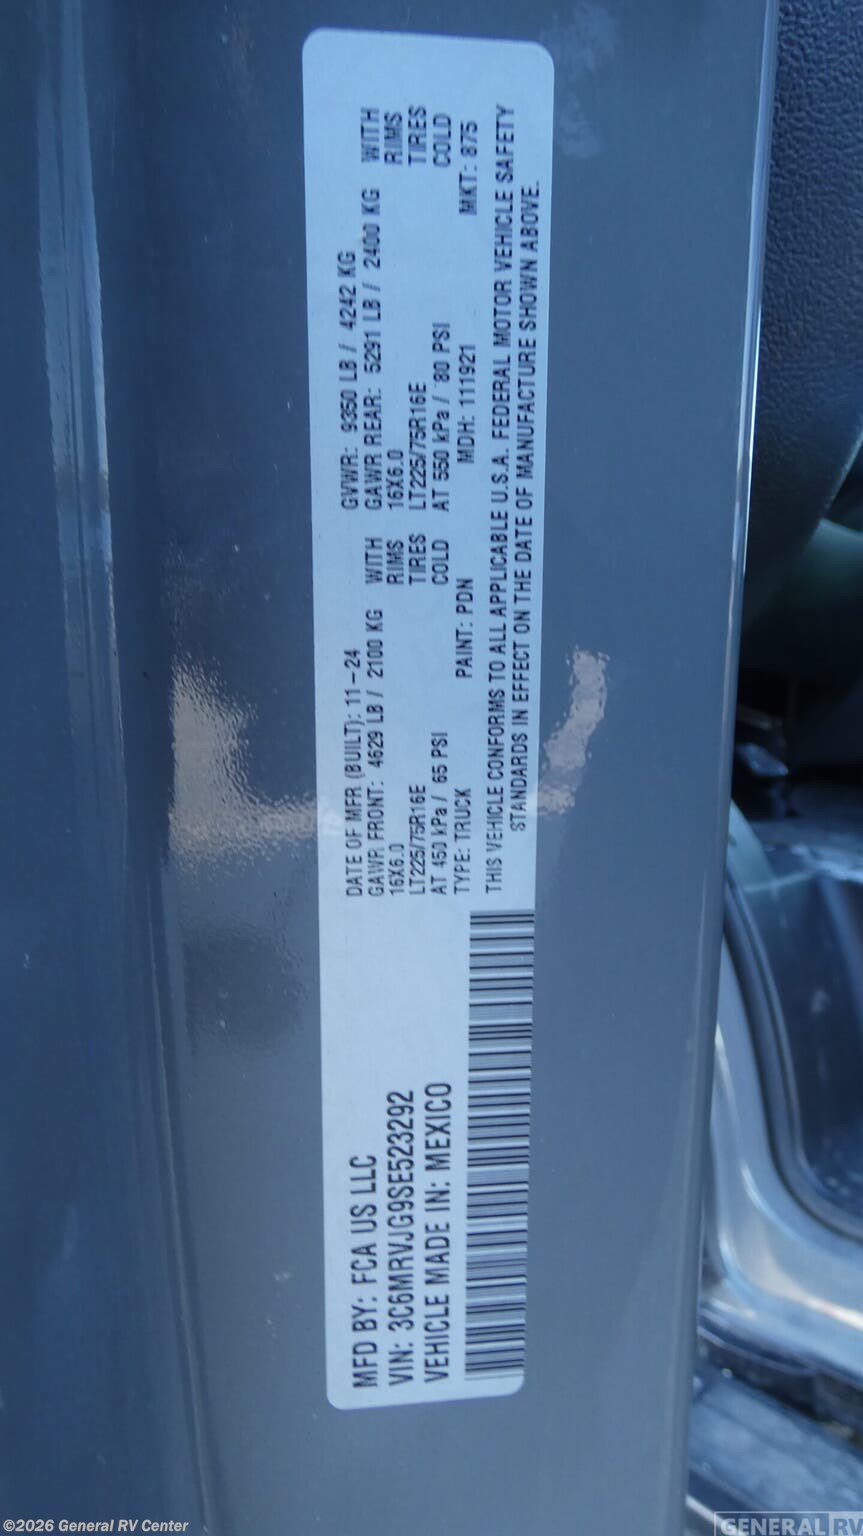 MFD BY: FCA US LLC
VIN: 3C6MRVJG9SE523292
VEHICLE MADE IN: MEXICO
DATE OF MFR (BUILT): 11-24 GVWR: 9350 LB / 4242 KG
GAWR FRONT: 4629 LB / 2100 KG WITH GAWR REAR: 5291 LB / 2400 KG WITH
16X6.0 RIMS 16X6.0 RIMS
LT225/75R16E TIRES LT225/75R16E TIRES
AT 450 kPa / 65 PSI COLD AT 550 kPa / 80 PSI COLD
TYPE: TRUCK PAINT: PDN MDH: 111921 MKT: 875
THIS VEHICLE CONFORMS TO ALL APPLICABLE U.S.A. FEDERAL MOTOR VEHICLE SAFETY
STANDARDS IN EFFECT ON THE DATE OF MANUFACTURE SHOWN ABOVE.
©2026 General RV Center
GENERAL RV